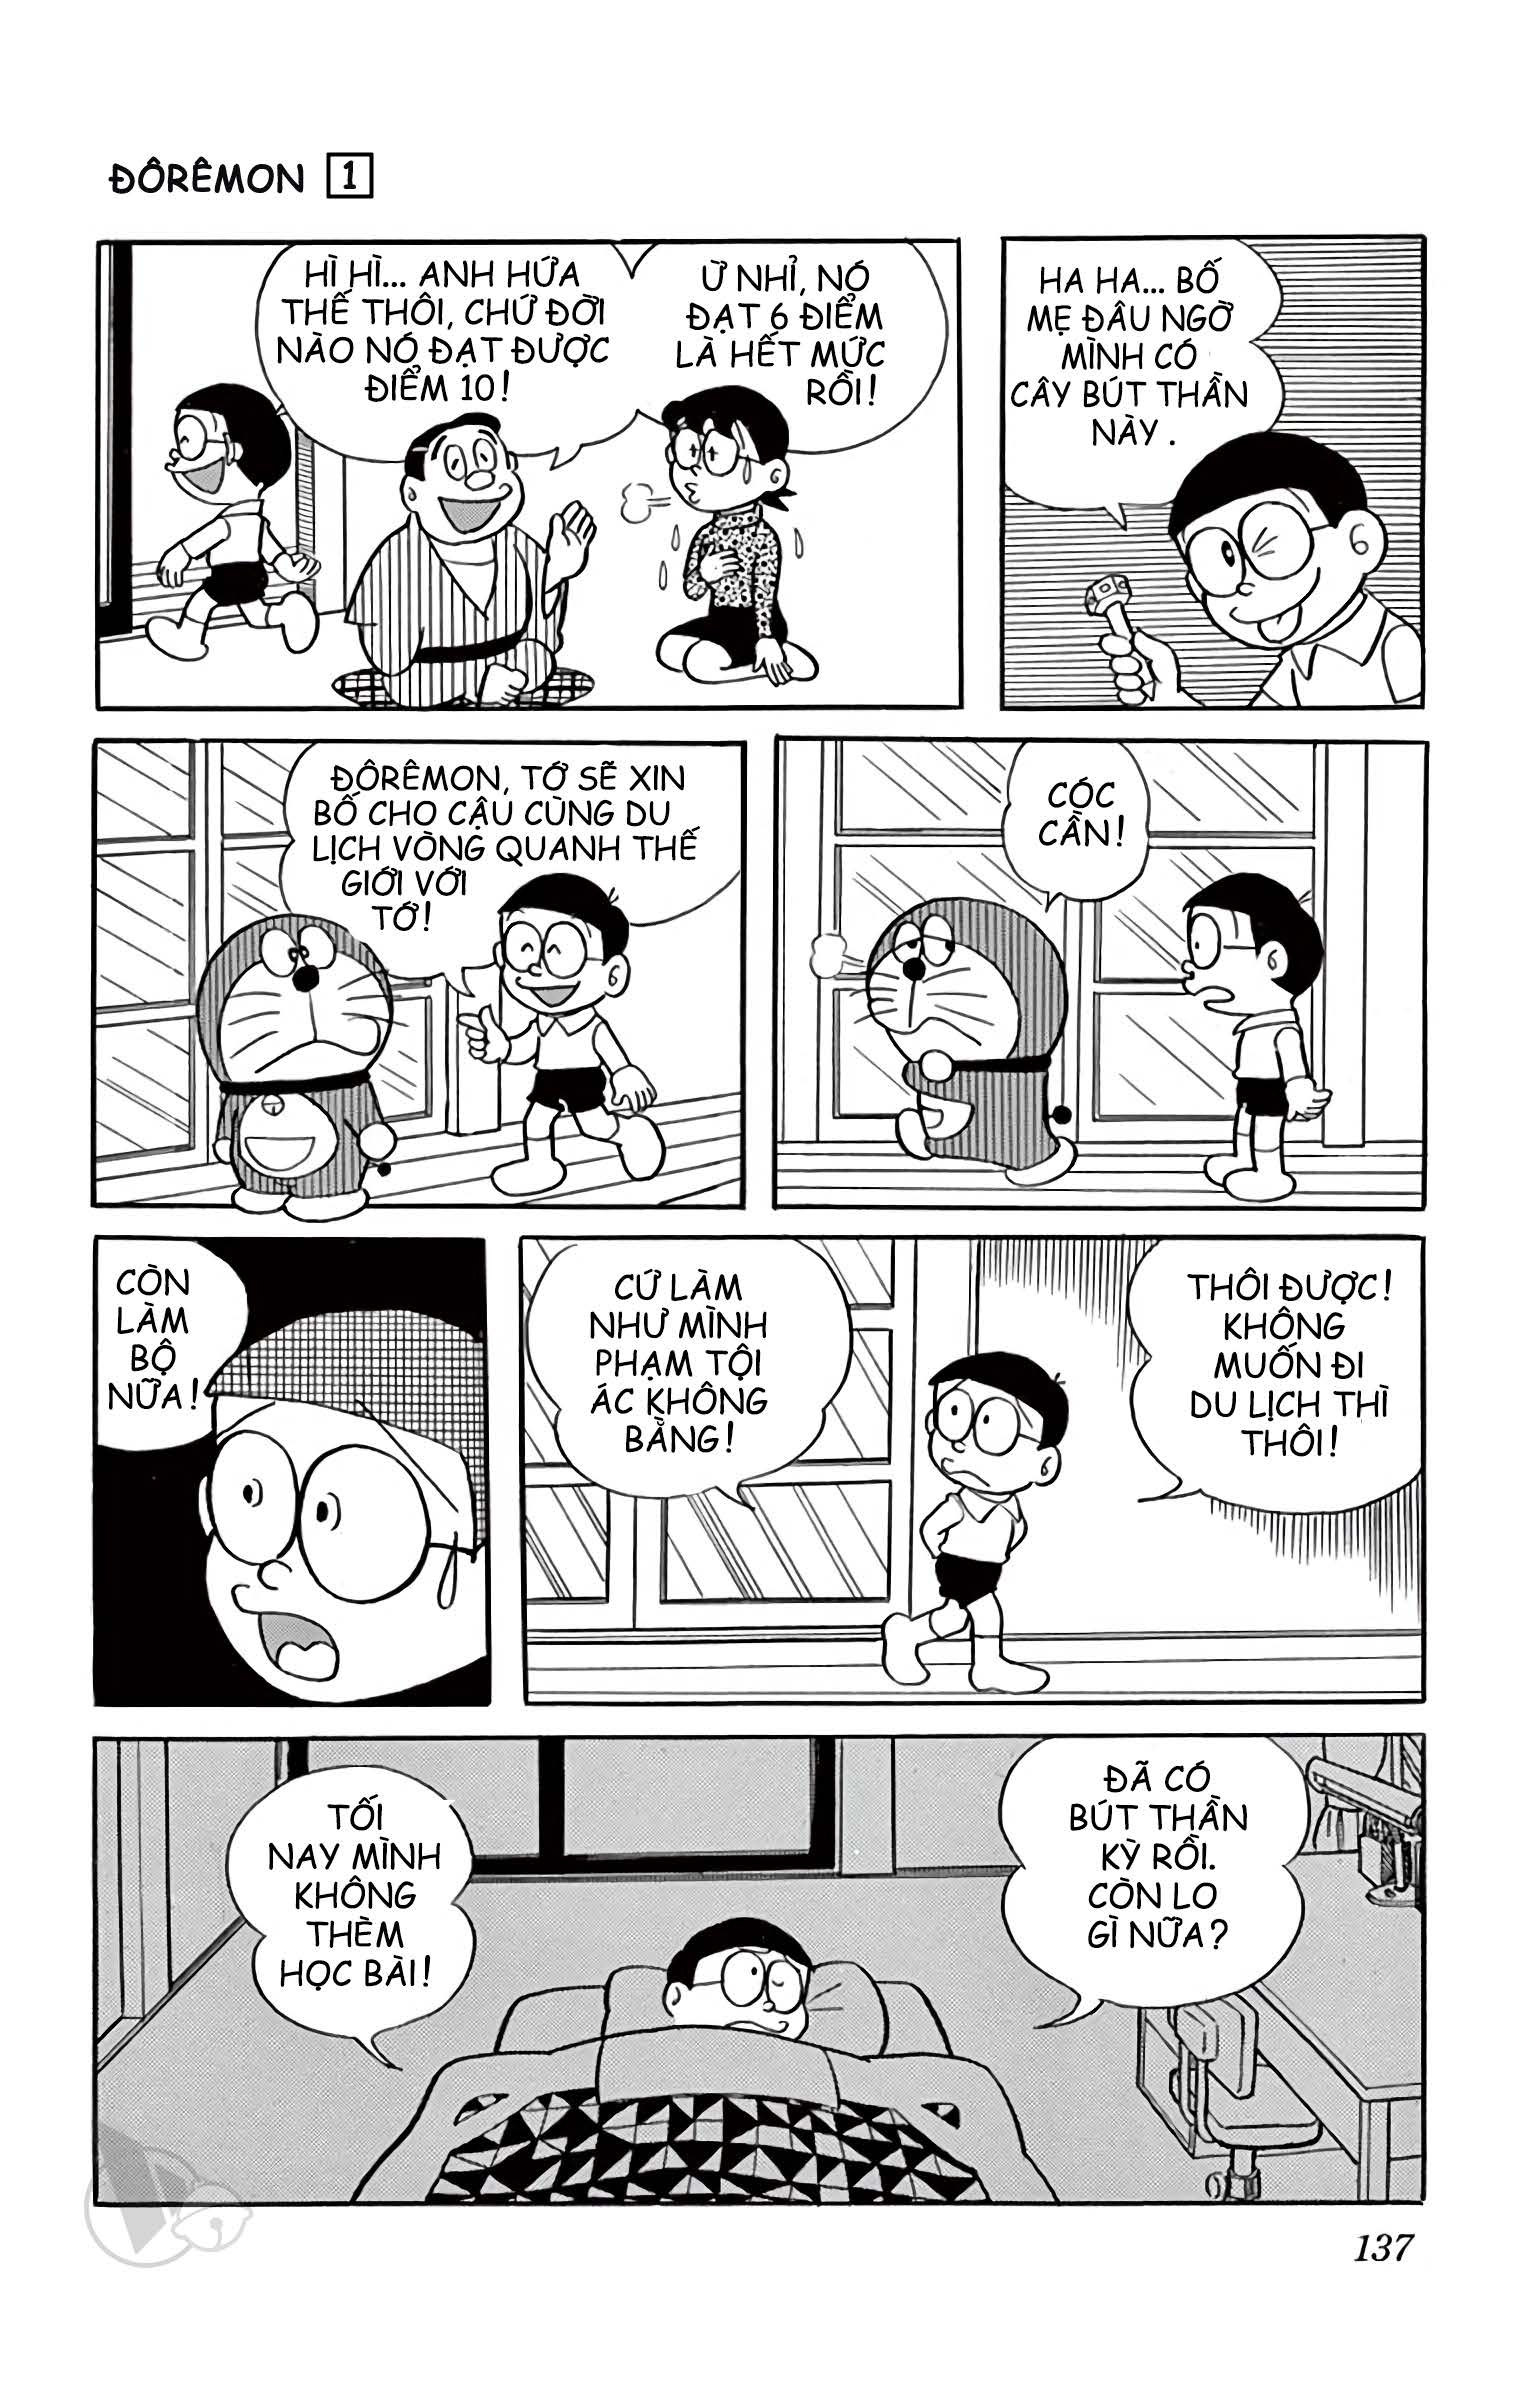 ĐÔRÊMON 1
HÌ HÌ... ANH HỨA
THẾ THÔI, CHỨ ĐỜI
NÀO NÓ ĐẠT ĐƯỢC
ĐIỂM 10!
Ừ NHỈ, NÓ
ĐẠT 6 ĐIỂM
LÀ HẾT MỨC
RỒI!
HA HA... BỐ
MẸ ĐÂU NGỜ
MÌNH CÓ
CÂY BÚT THẦN
NÀY.
ĐÔRÊMON, TỚ SẼ XIN
BỐ CHO CẬU CÙNG DU
LỊCH VÒNG QUANH THẾ
GIỚI VỚI
TỚ!
CÓC
CẦN!
CÒN
LÀM
BỘ
NỮA!
CỨ LÀM
NHƯ MÌNH
PHẠM TỘI
ÁC KHÔNG
BẰNG!
THÔI ĐƯỢC!
KHÔNG
MUỐN ĐI
DU LỊCH THÌ
THÔI!
TỐI
NAY MÌNH
KHÔNG
THÈM
HỌC BÀI!
ĐÃ CÓ
BÚT THẦN
KỲ RỒI.
CÒN LO
GÌ NỮA?
137